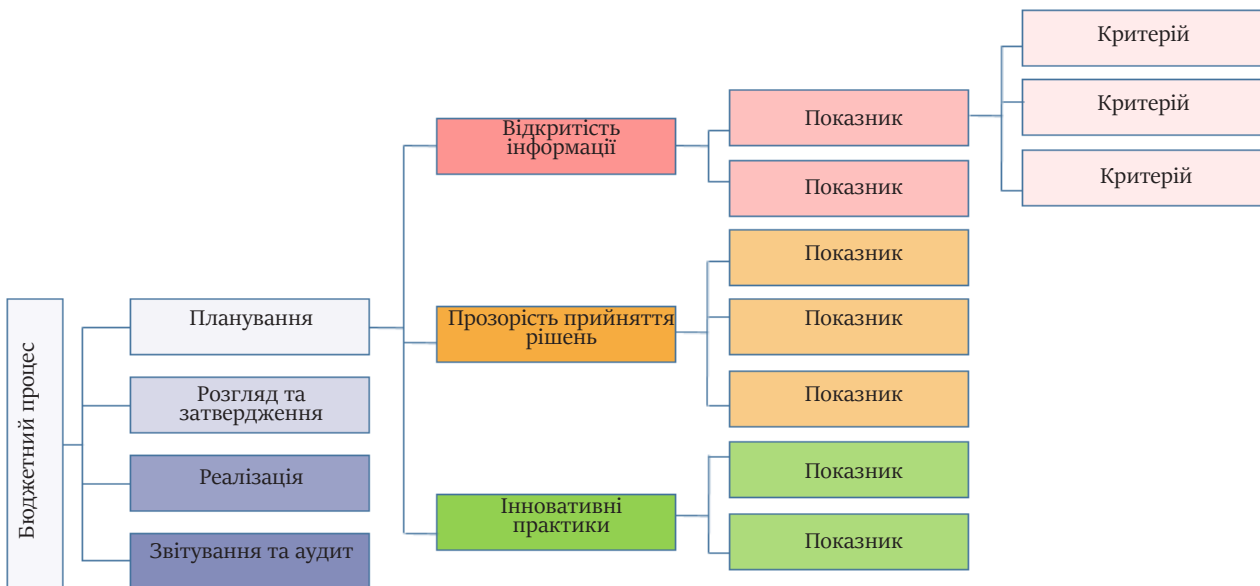 Бюджетний процес
Планування
Розгляд та
затвердження
Реалізація
Звітування та аудит
Відкритість
інформації
Прозорість прийняття
рішень
Інновативні
практики
Показник
Показник
Показник
Показник
Показник
Показник
Показник
Критерій
Критерій
Критерій